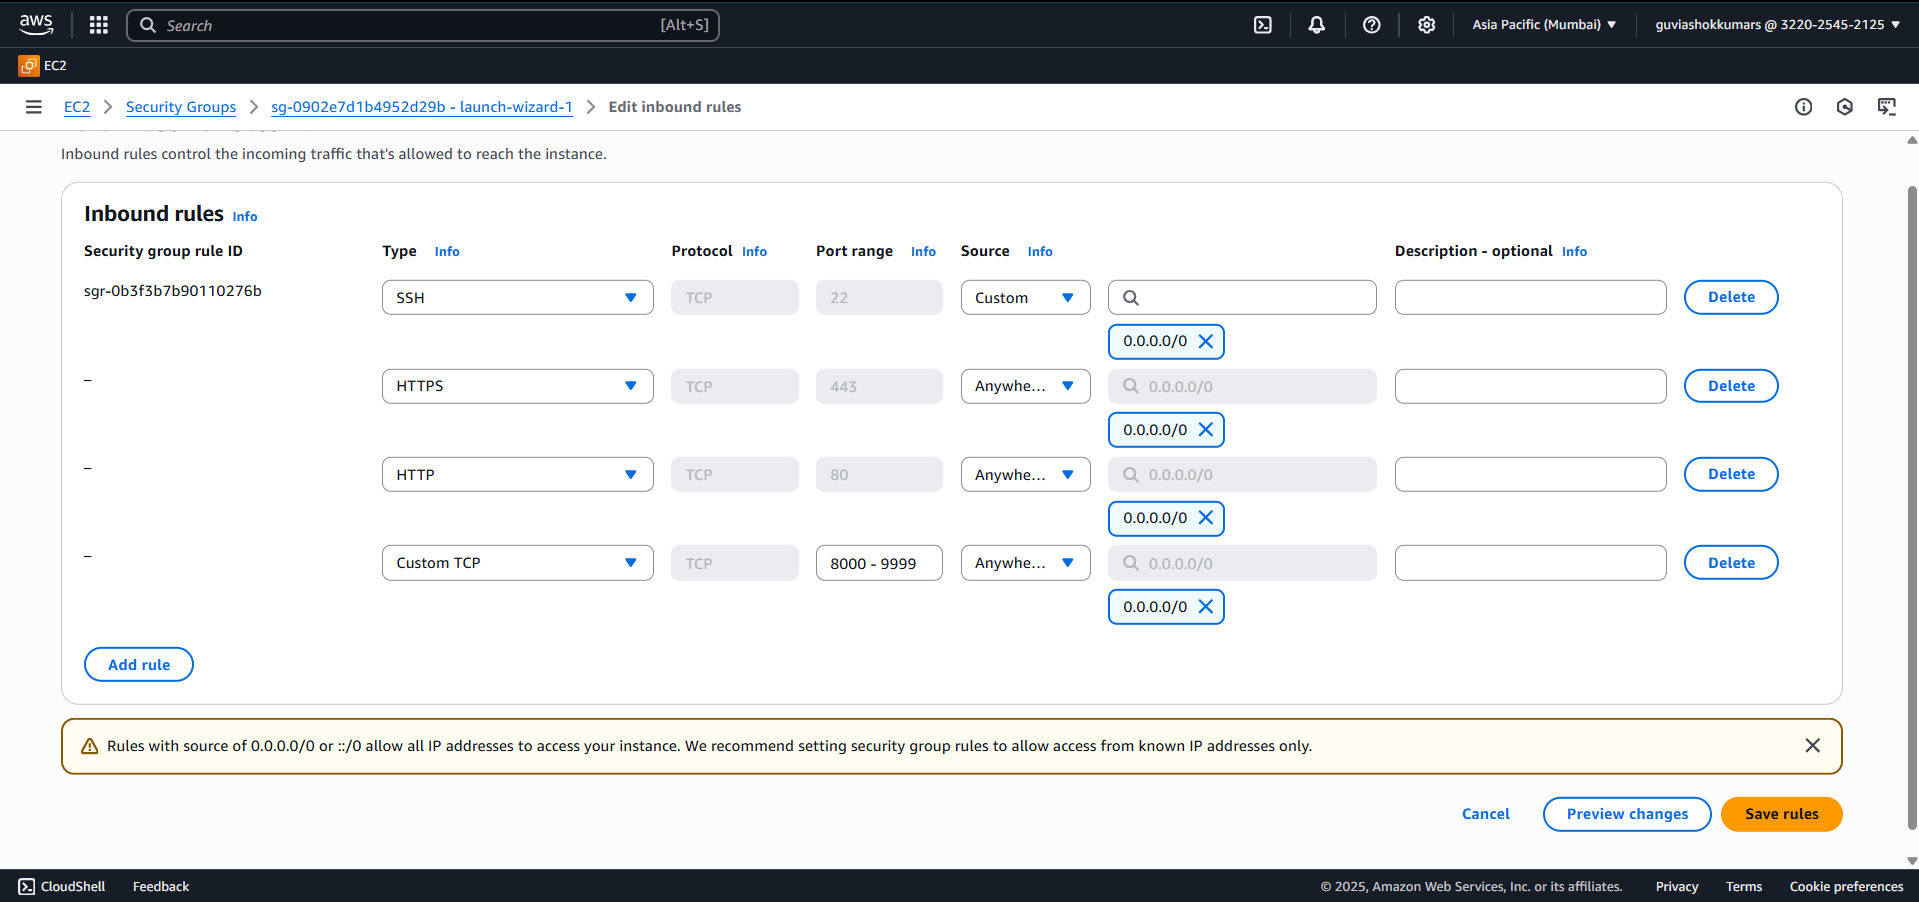 aws
Search [Alt+S]
Asia Pacific (Mumbai)
guviashokkumars @ 3220-2545-2125
EC2
EC2 Security Groups sg-0902e7d1b4952d29b - launch-wizard-1 Edit inbound rules
Inbound rules control the incoming traffic that's allowed to reach the instance.
Inbound rules Info
Security group rule ID Type Info Protocol Info Port range Info Source Info Description - optional Info
sgr-0b3f3b7b90110276b SSH TCP 22 Custom Delete
0.0.0.0/0
– HTTPS TCP 443 Anywhe... 0.0.0.0/0 Delete
0.0.0.0/0
– HTTP TCP 80 Anywhe... 0.0.0.0/0 Delete
0.0.0.0/0
– Custom TCP TCP 8000 - 9999 Anywhe... 0.0.0.0/0 Delete
0.0.0.0/0
Add rule
Rules with source of 0.0.0.0/0 or ::/0 allow all IP addresses to access your instance. We recommend setting security group rules to allow access from known IP addresses only.
Cancel Preview changes Save rules
CloudShell Feedback © 2025, Amazon Web Services, Inc. or its affiliates. Privacy Terms Cookie preferences